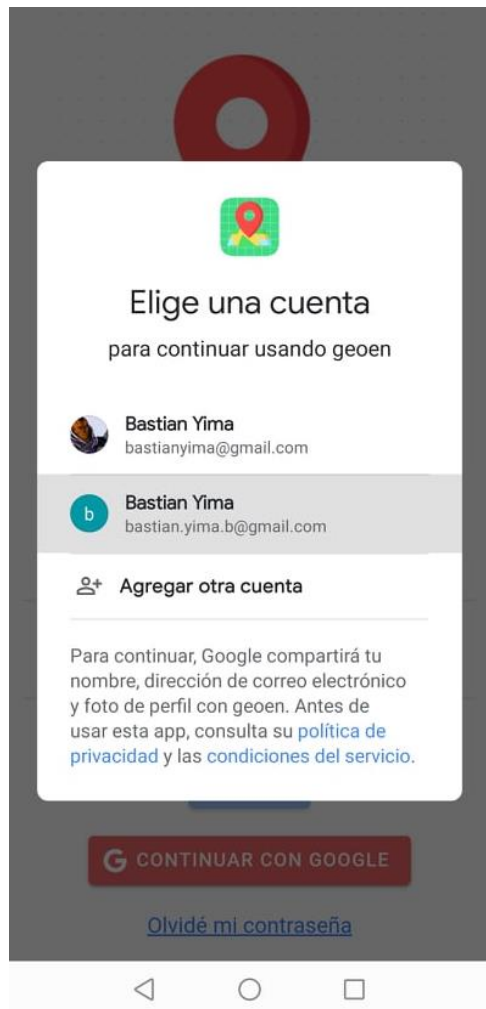 Elige una cuenta
para continuar usando geoen
Bastian Yima
bastianyima@gmail.com
b
Bastian Yima
bastian.yima.b@gmail.com
Agregar otra cuenta
Para continuar, Google compartirá tu
nombre, dirección de correo electrónico
y foto de perfil con geoen. Antes de
usar esta app, consulta su política de
privacidad y las condiciones del servicio.
G CONTINUAR CON GOOGLE
Olvidé mi contraseña